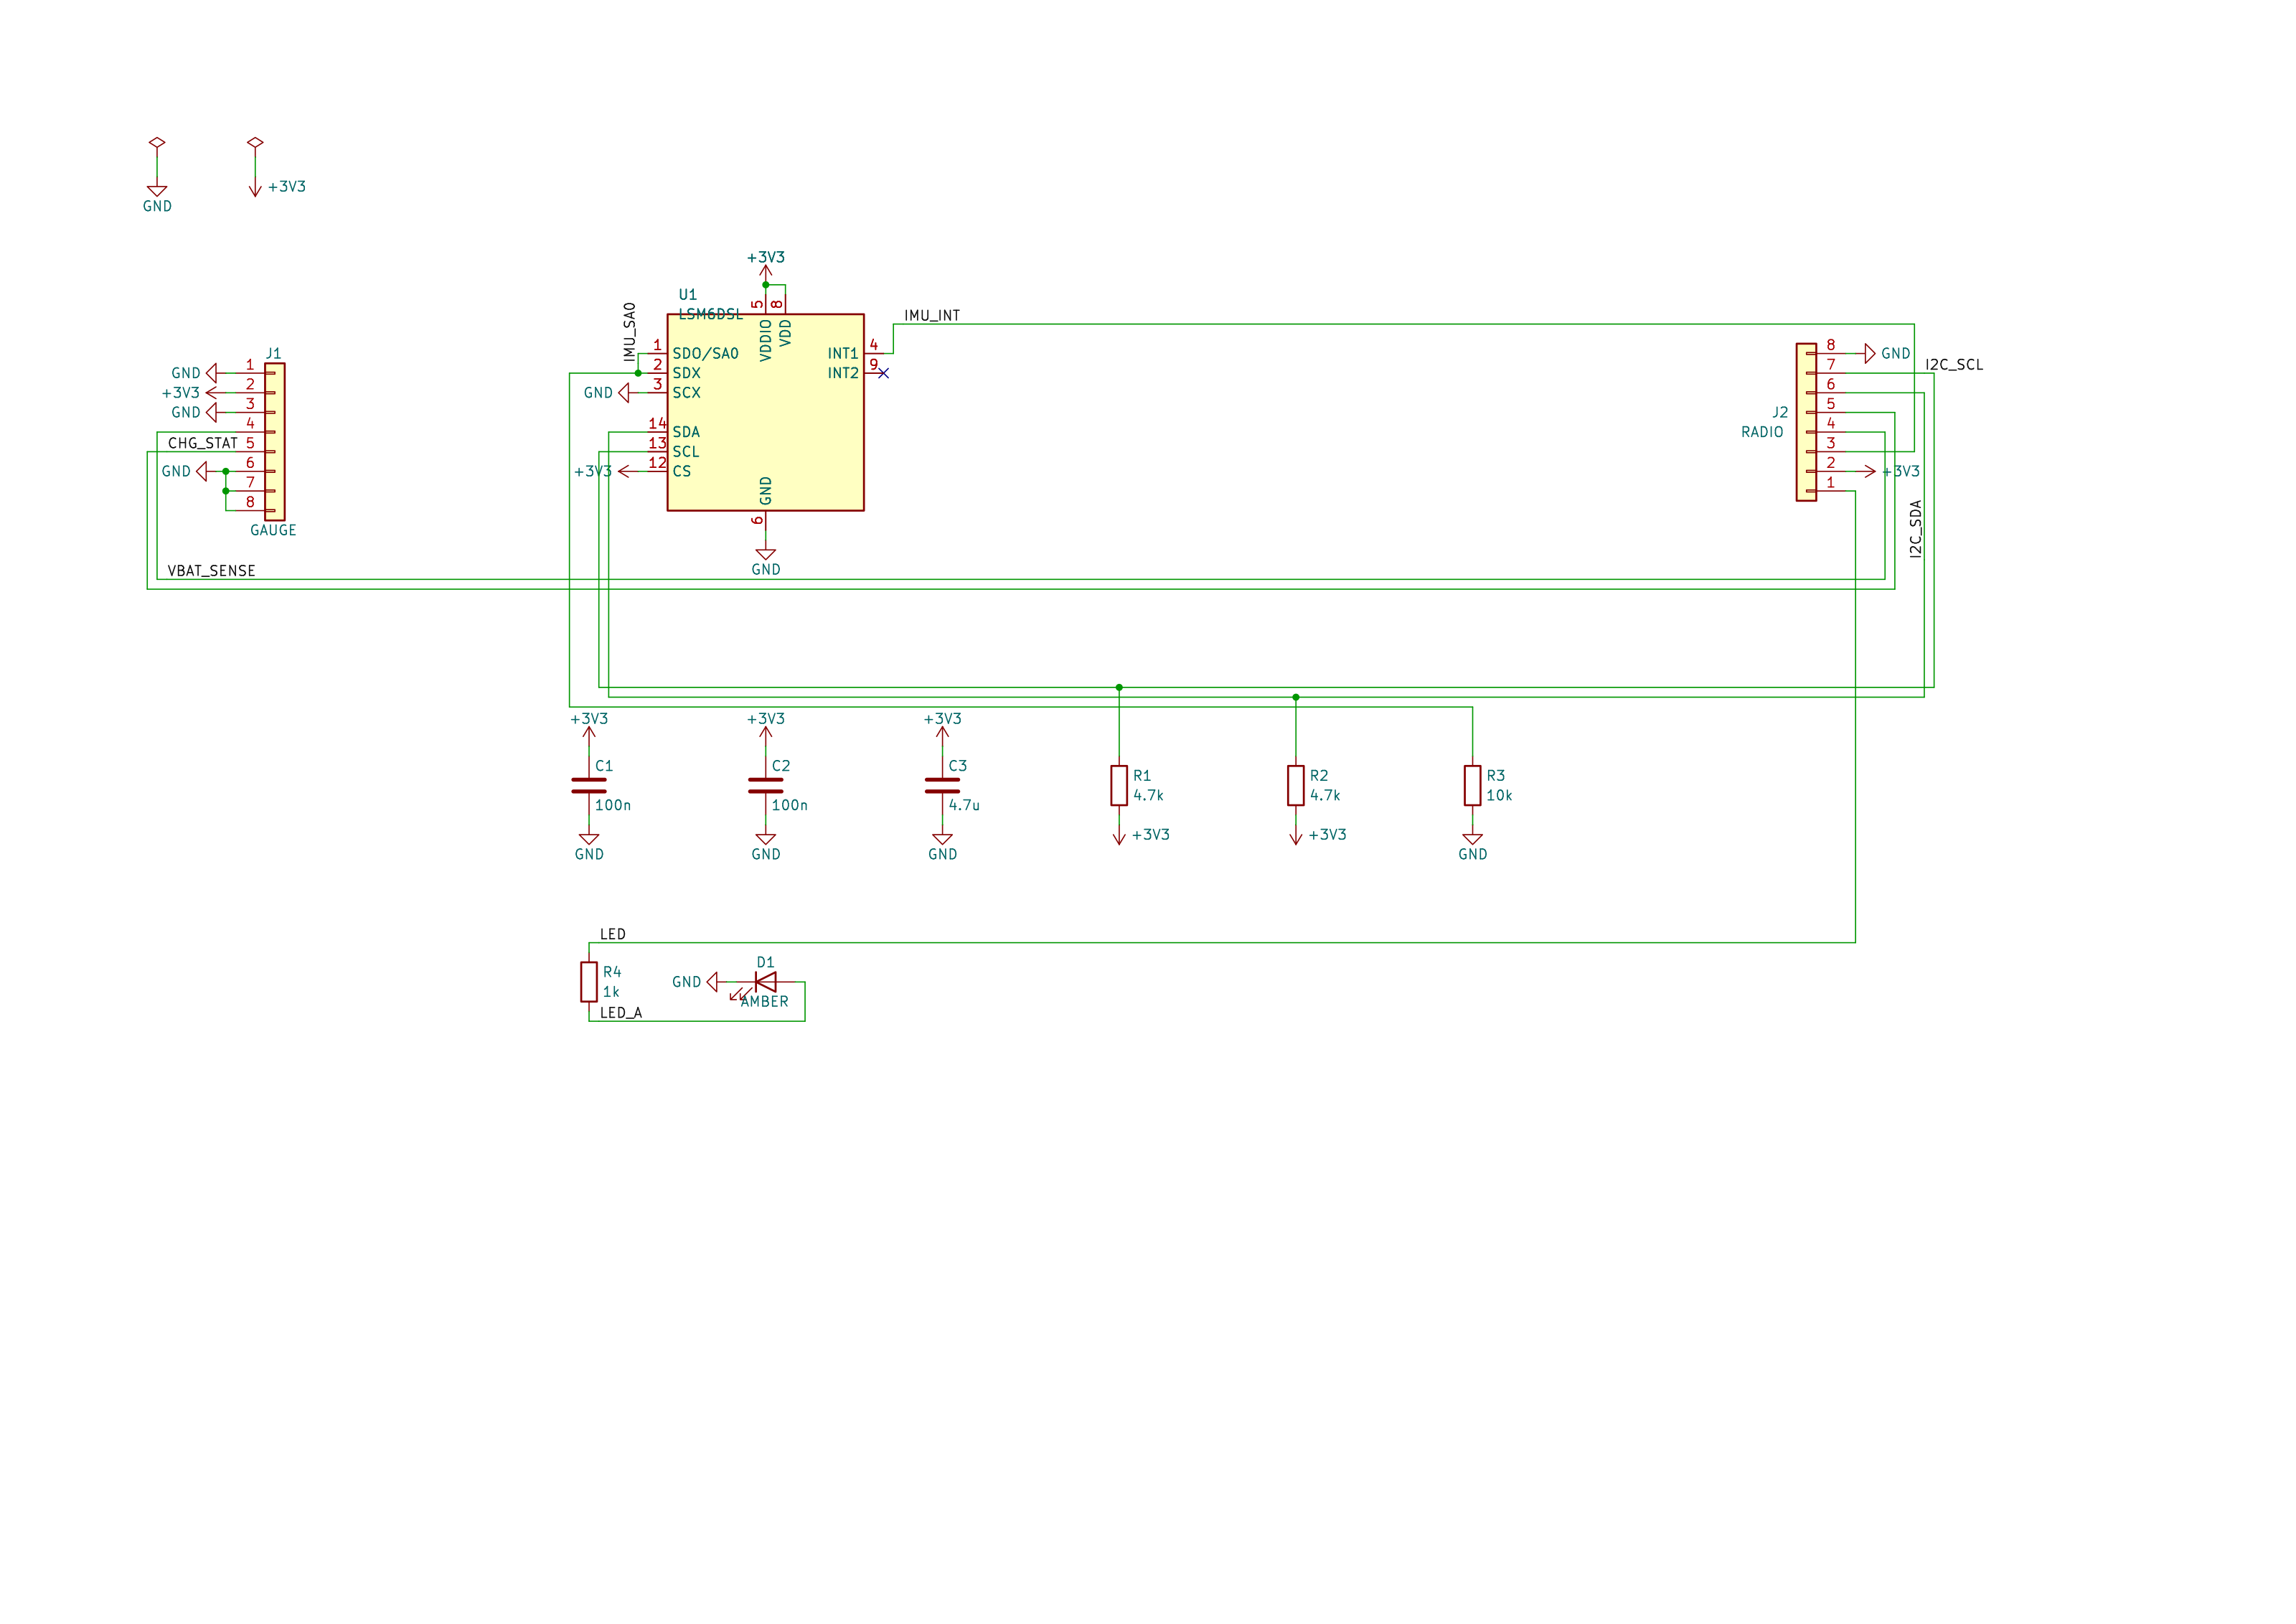 GND
+3V3
+3V3
U1
LSM6DSL
IMU_SA0
5
8
VDDIO
VDD
1
SDO/SA0
2
SDX
3
SCX
14
SDA
13
SCL
12
CS
GND
6
INT1
4
INT2
9
GND
+3V3
GND
IMU_INT
J1
1
2
3
4
5
6
7
8
GND
+3V3
GND
CHG_STAT
GND
GAUGE
VBAT_SENSE
J2
RADIO
8
7
6
5
4
3
2
1
GND
I2C_SCL
+3V3
I2C_SDA
+3V3
C1
100n
GND
+3V3
C2
100n
GND
+3V3
C3
4.7u
GND
R1
4.7k
+3V3
R2
4.7k
+3V3
R3
10k
GND
LED
R4
1k
LED_A
GND
D1
AMBER